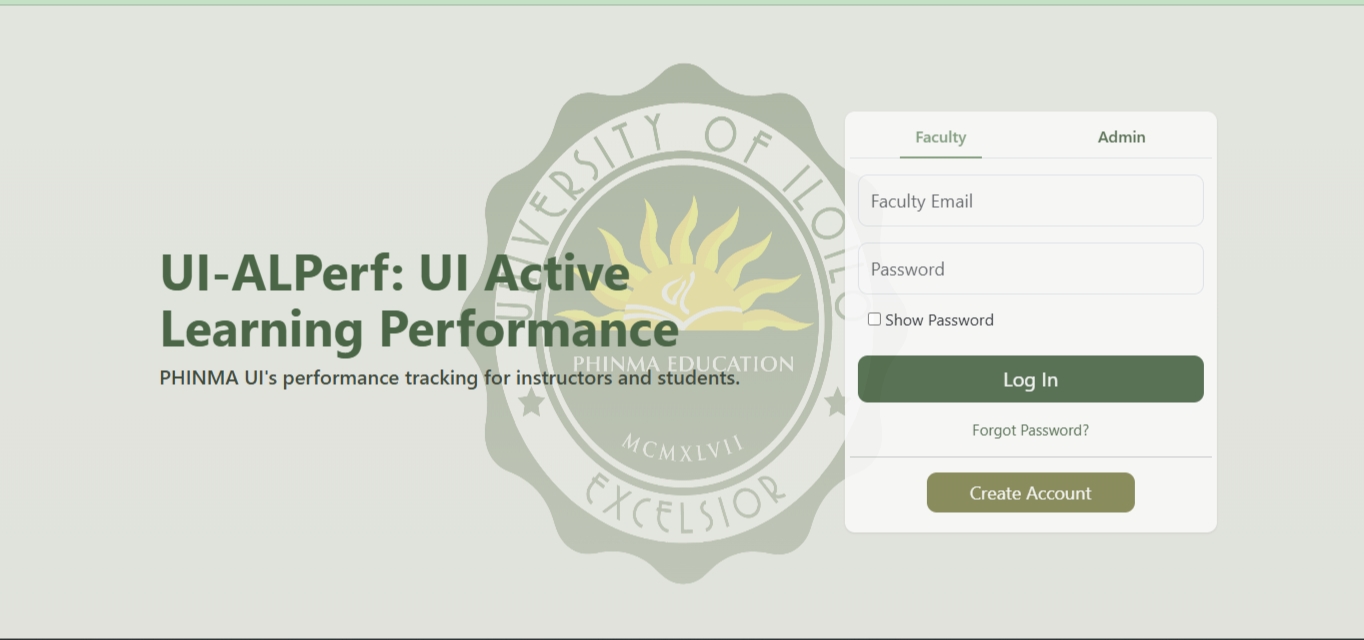 UNIVERSITY OF ILOILO
UI-ALPerf: UI Active
Learning Performance
PHINMA EDUCATION
PHINMA UI's performance tracking for instructors and students.
MCMXLVII
EXCELSIOR
Faculty Admin
Faculty Email
Password
Show Password
Log In
Forgot Password?
Create Account